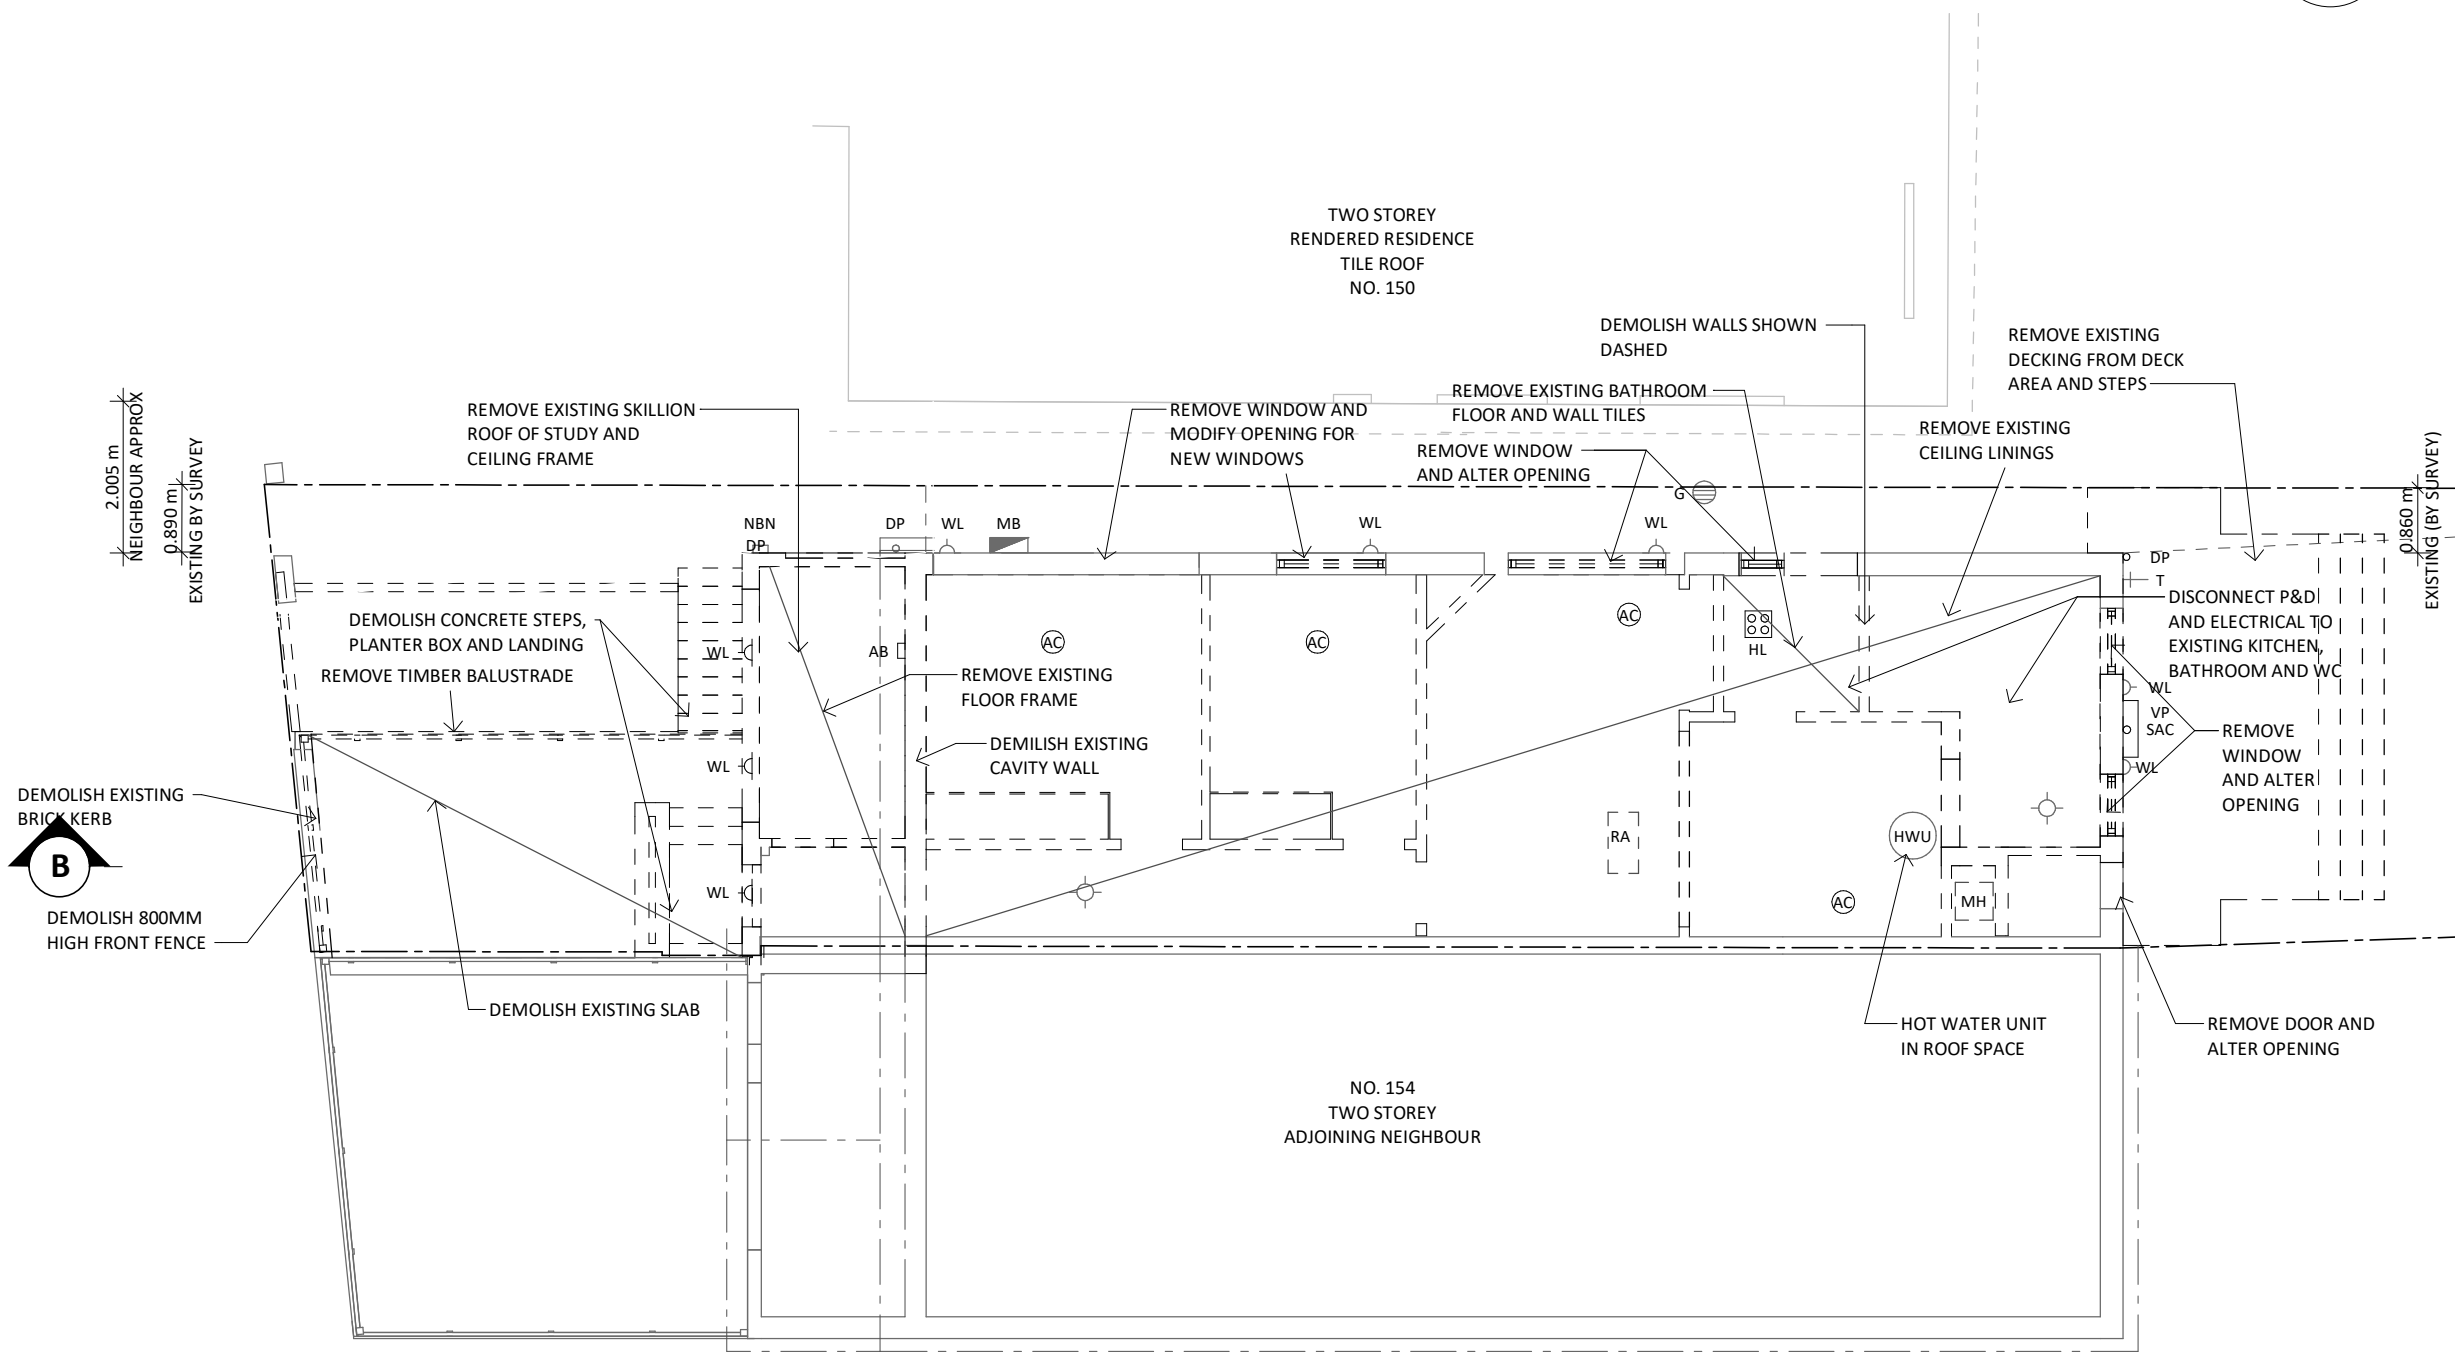 TWO STOREY
RENDERED RESIDENCE
TILE ROOF
NO. 150
DEMOLISH WALLS SHOWN
DASHED
REMOVE EXISTING
DECKING FROM DECK
AREA AND STEPS
REMOVE EXISTING BATHROOM
FLOOR AND WALL TILES
REMOVE EXISTING SKILLION
ROOF OF STUDY AND
CEILING FRAME
REMOVE WINDOW AND
MODIFY OPENING FOR
NEW WINDOWS
REMOVE WINDOW
AND ALTER OPENING
REMOVE EXISTING
CEILING LININGS
2.005 m
NEIGHBOUR APPROX
0.890 m
EXISTING BY SURVEY
0.860 m
EXISTING (BY SURVEY)
G
NBN
DP
DP
WL
MB
WL
WL
DP
T
DISCONNECT P&D
AND ELECTRICAL TO
EXISTING KITCHEN,
BATHROOM AND WC
DEMOLISH CONCRETE STEPS,
PLANTER BOX AND LANDING
REMOVE TIMBER BALUSTRADE
WL
AB
AC
AC
AC
HL
REMOVE EXISTING
FLOOR FRAME
WL
VP
SAC
WL
REMOVE
WINDOW
AND ALTER
OPENING
DEMILISH EXISTING
CAVITY WALL
WL
DEMOLISH EXISTING
BRICK KERB
B
RA
HWU
WL
AC
MH
DEMOLISH 800MM
HIGH FRONT FENCE
DEMOLISH EXISTING SLAB
HOT WATER UNIT
IN ROOF SPACE
REMOVE DOOR AND
ALTER OPENING
NO. 154
TWO STOREY
ADJOINING NEIGHBOUR